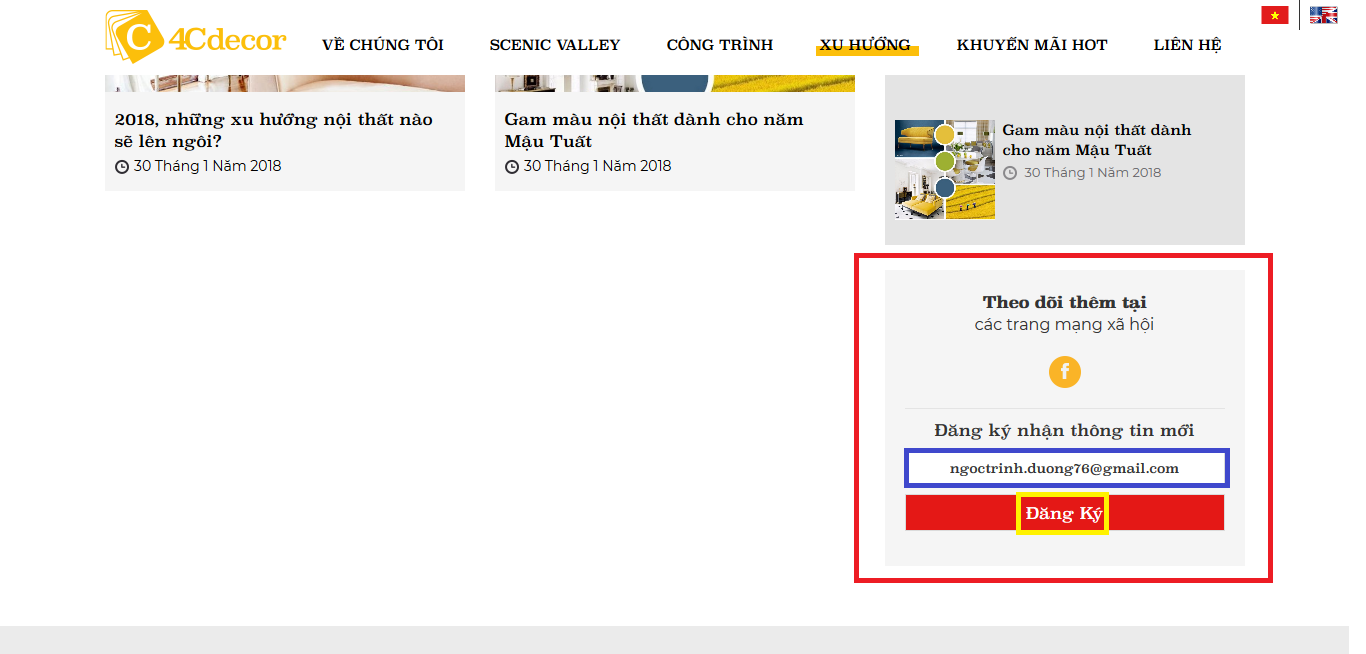 4Cdecor
VỀ CHÚNG TÔI
SCENIC VALLEY
CÔNG TRÌNH
XU HƯỚNG
KHUYẾN MÃI HOT
LIÊN HỆ
2018, những xu hướng nội thất nào
sẽ lên ngôi?
30 Tháng 1 Năm 2018
Gam màu nội thất dành cho năm
Mậu Tuất
30 Tháng 1 Năm 2018
Gam màu nội thất dành
cho năm Mậu Tuất
30 Tháng 1 Năm 2018
Theo dõi thêm tại
các trang mạng xã hội
f
Đăng ký nhận thông tin mới
ngoctrinh.duong76@gmail.com
Đăng Ký